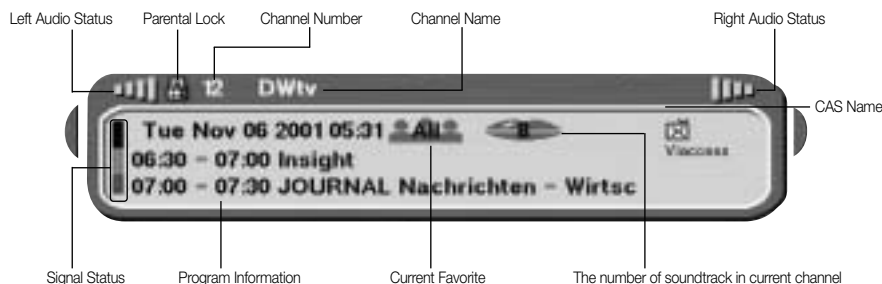 Left Audio Status Parental Lock Channel Number Channel Name Right Audio Status
12 DWtv
CAS Name
Tue Nov 06 2001 05:31 All 8
Viaccess
06:30 - 07:00 Insight
07:00 - 07:30 JOURNAL Nachrichten - Wirtsc
Signal Status Program Information Current Favorite The number of soundtrack in current channel